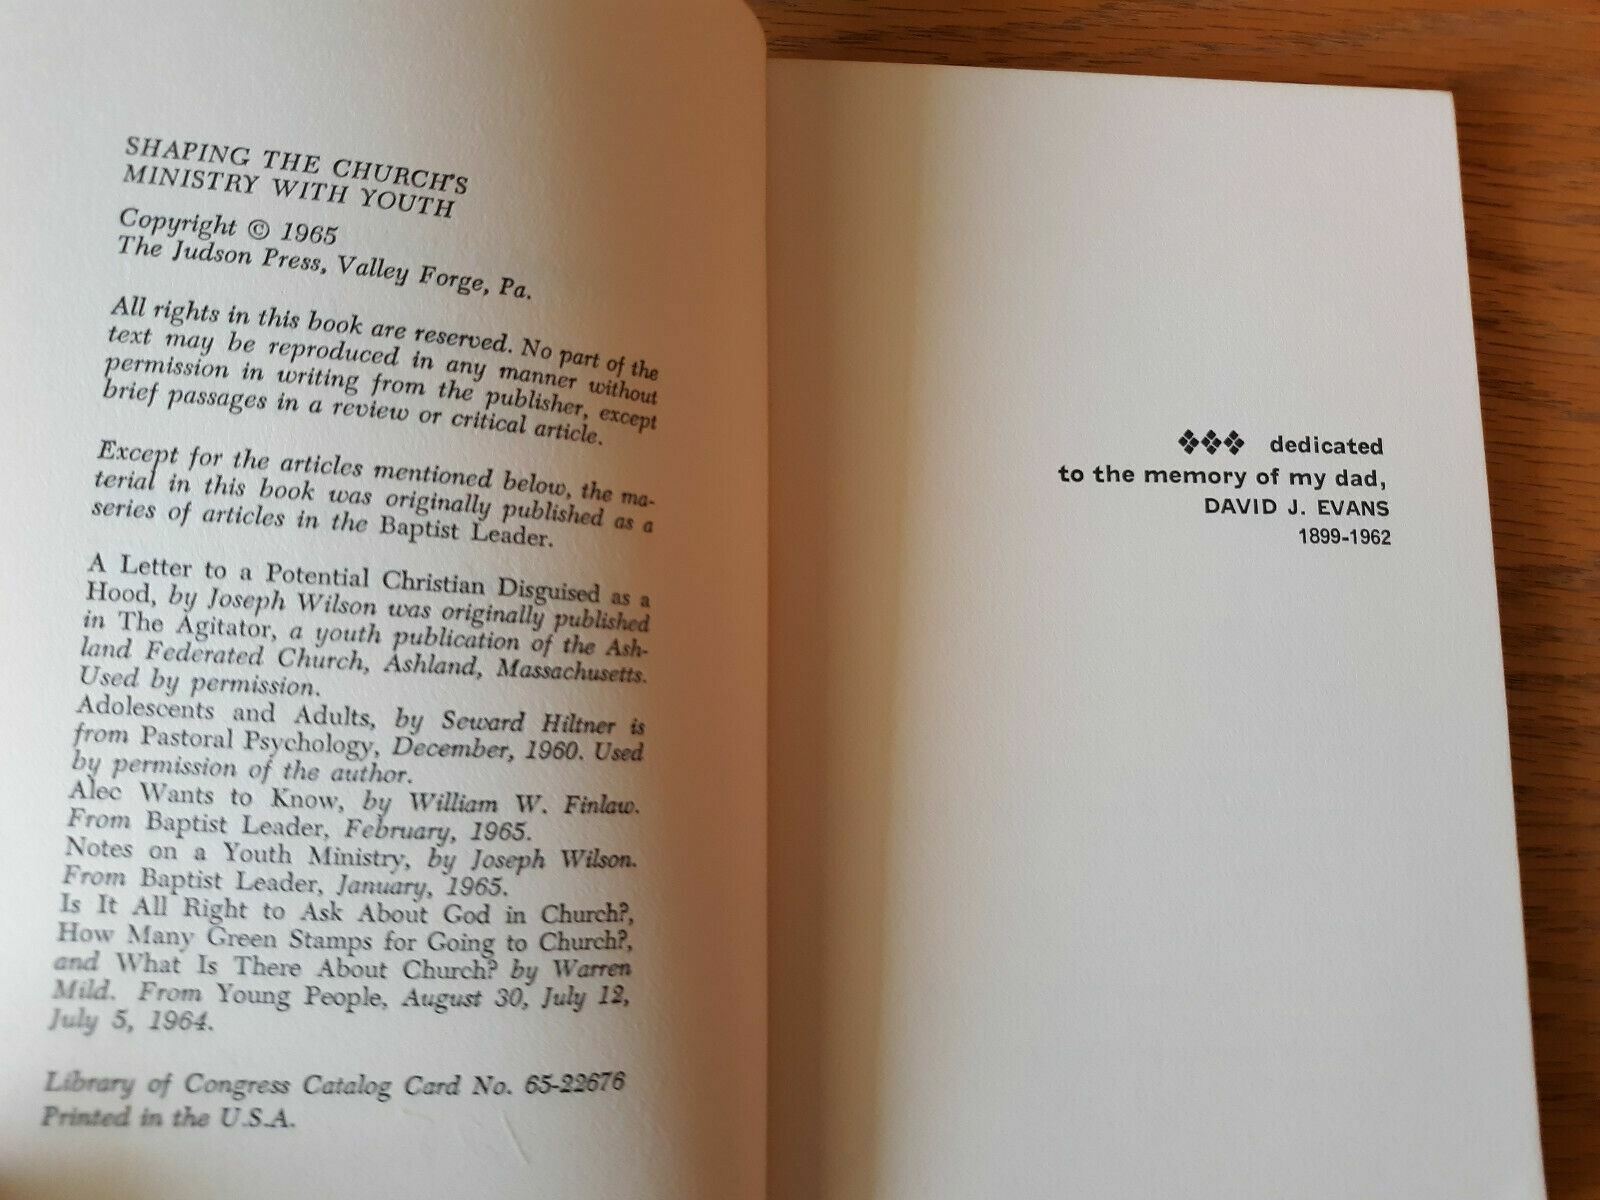 SHAPING THE CHURCH'S
MINISTRY WITH YOUTH
Copyright © 1965
The Judson Press, Valley Forge, Pa.
All rights in this book are reserved. No part of the
text may be reproduced in any manner without
permission in writing from the publisher, except
brief passages in a review or critical article.
Except for the articles mentioned below, the ma-
terial in this book was originally published as a
series of articles in the Baptist Leader.
A Letter to a Potential Christian Disguised as a
Hood, by Joseph Wilson was originally published
in The Agitator, a youth publication of the Ash-
land Federated Church, Ashland, Massachusetts.
Used by permission.
Adolescents and Adults, by Seward Hiltner is
from Pastoral Psychology, December, 1960. Used
by permission of the author.
Alec Wants to Know, by William W. Finlaw.
From Baptist Leader, February, 1965.
Notes on a Youth Ministry, by Joseph Wilson.
From Baptist Leader, January, 1965.
Is It All Right to Ask About God in Church?,
How Many Green Stamps for Going to Church?,
and What Is There About Church? by Warren
Mild. From Young People, August 30, July 12,
July 5, 1964.
Library of Congress Catalog Card No. 65-22676
Printed in the U.S.A.
dedicated
to the memory of my dad,
DAVID J. EVANS
1899-1962